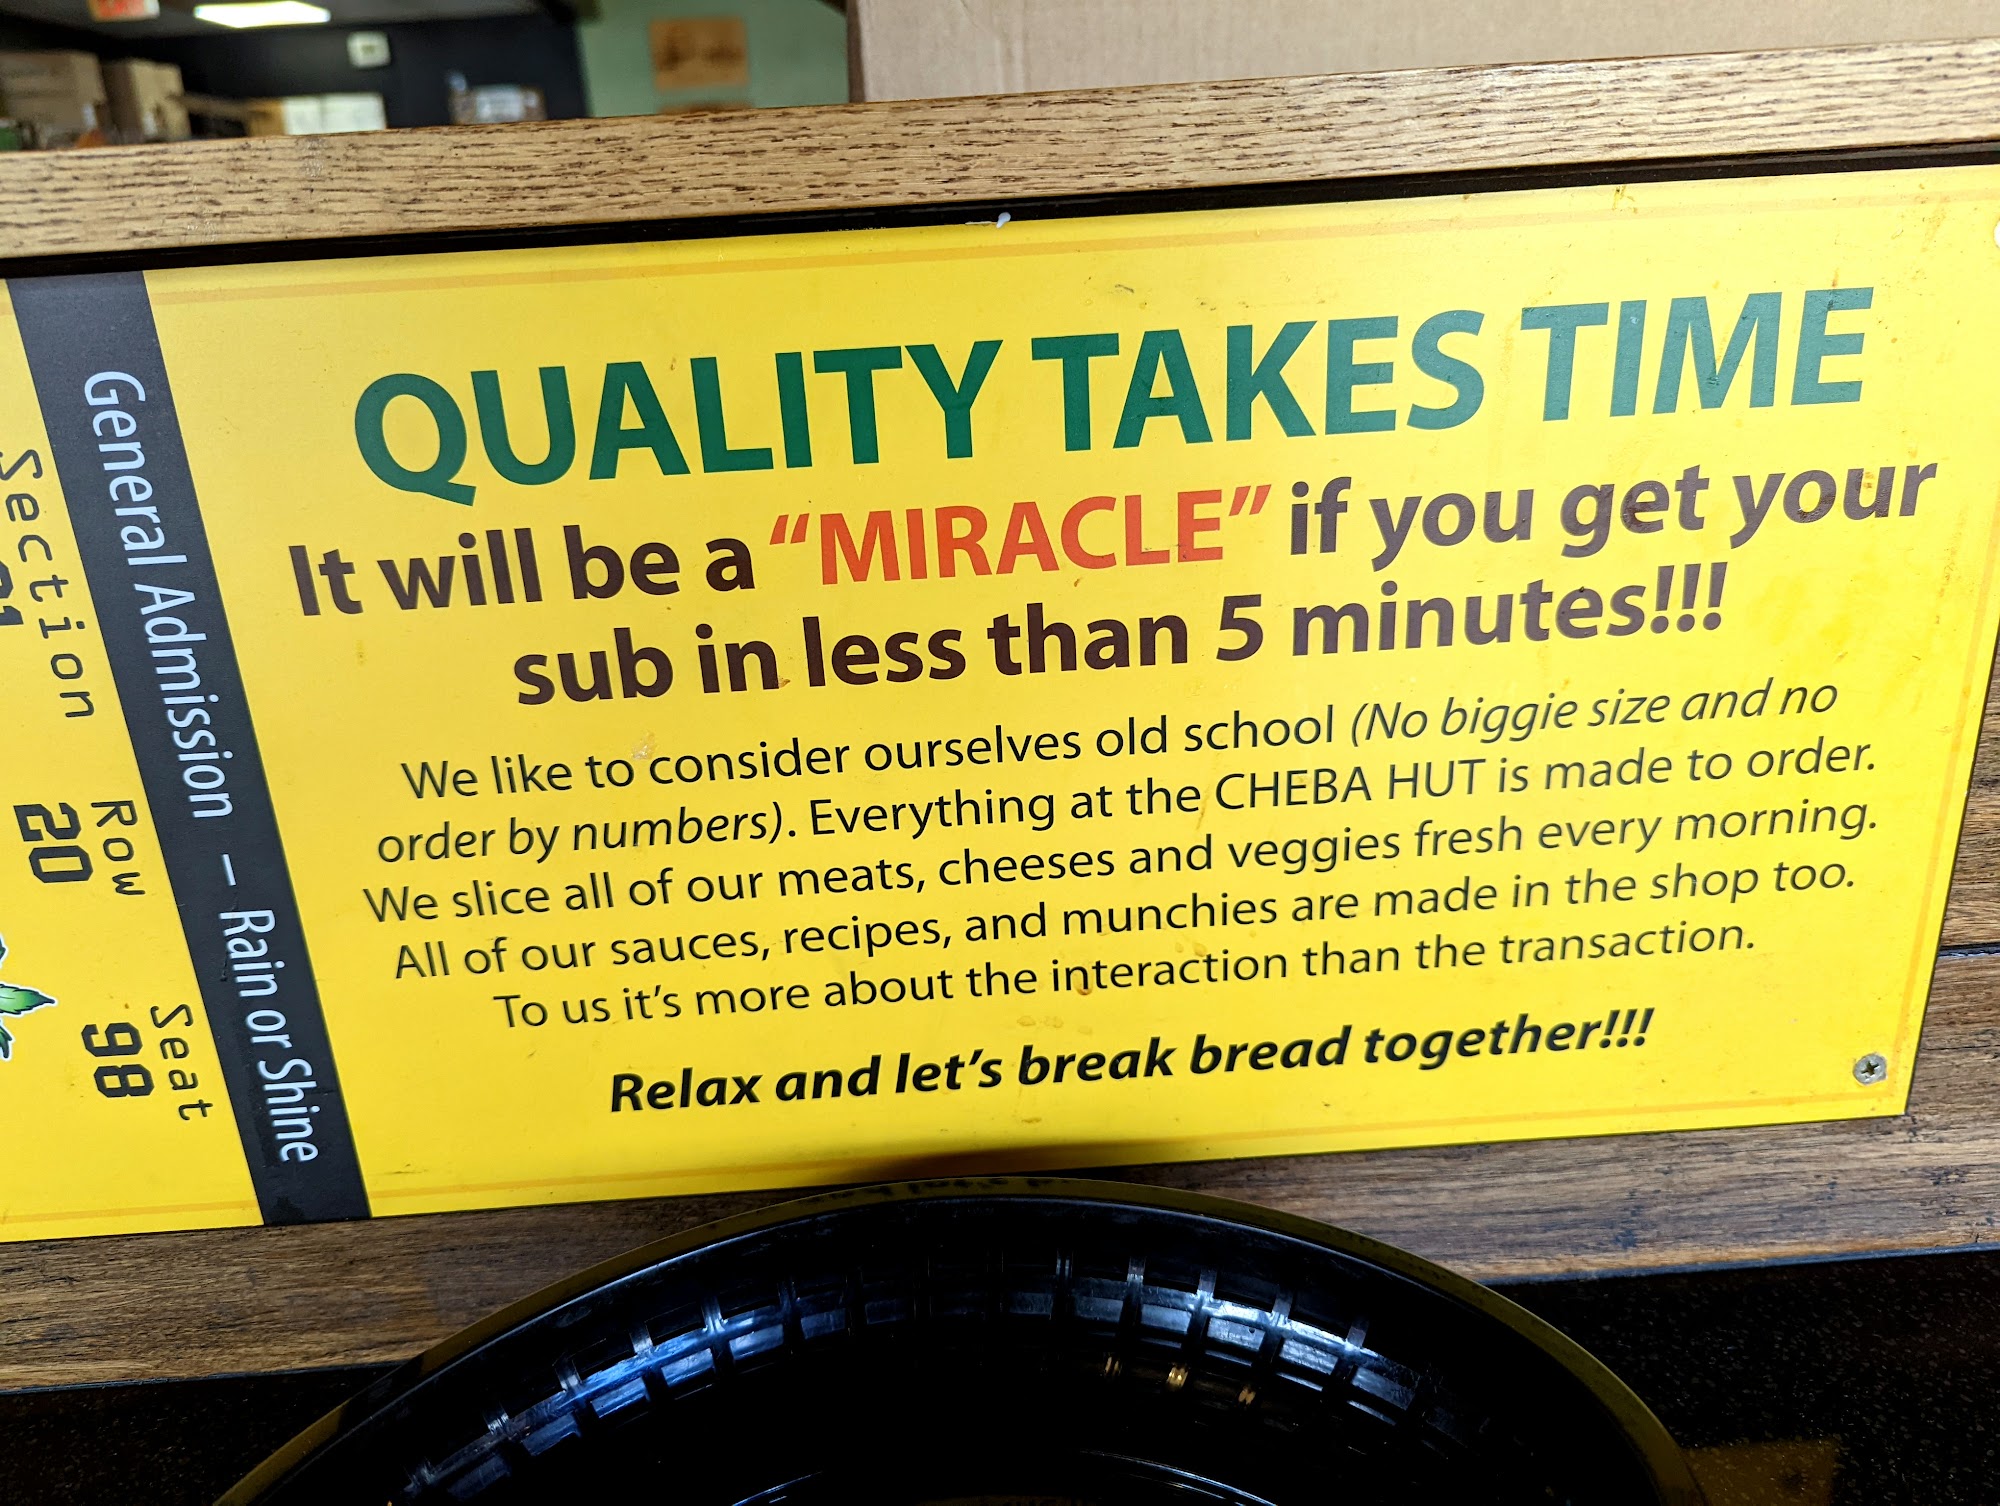 QUALITY TAKES TIME
It will be a “MIRACLE” if you get your
sub in less than 5 minutes!!!
We like to consider ourselves old school (No biggie size and no
order by numbers). Everything at the CHEBA HUT is made to order.
We slice all of our meats, cheeses and veggies fresh every morning.
All of our sauces, recipes, and munchies are made in the shop too.
To us it’s more about the interaction than the transaction.
Relax and let’s break bread together!!!
General Admission – Rain or Shine
Section
Row
20
Seat
98